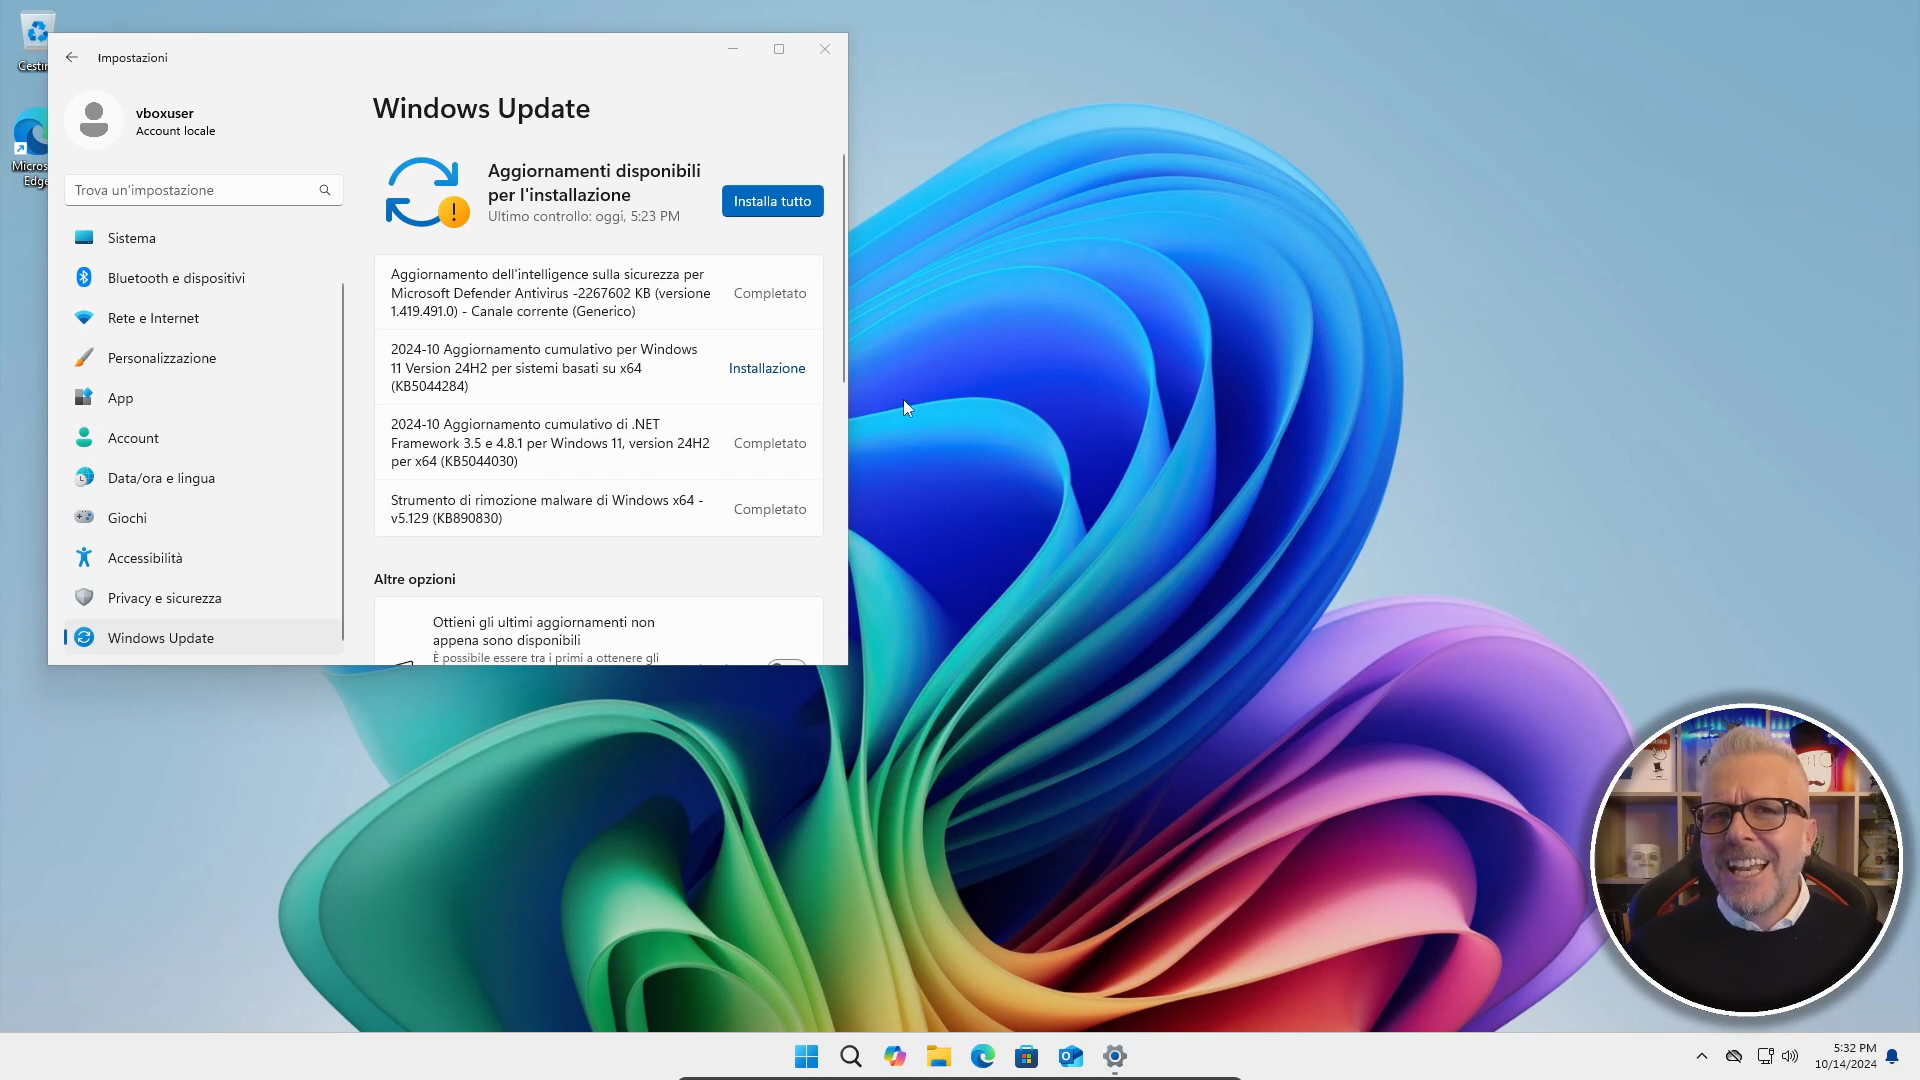 Impostazioni
vboxuser
Account locale
Trova un'impostazione
Sistema
Bluetooth e dispositivi
Rete e Internet
Personalizzazione
App
Account
Data/ora e lingua
Giochi
Accessibilità
Privacy e sicurezza
Windows Update
Windows Update
Aggiornamenti disponibili
per l'installazione
Ultimo controllo: oggi, 5:23 PM
Installa tutto
Aggiornamento dell'intelligence sulla sicurezza per
Microsoft Defender Antivirus -2267602 KB (versione
1.419.491.0) - Canale corrente (Generico)
Completato
2024-10 Aggiornamento cumulativo per Windows
11 Version 24H2 per sistemi basati su x64
(KB5044284)
Installazione
2024-10 Aggiornamento cumulativo di .NET
Framework 3.5 e 4.8.1 per Windows 11, version 24H2
per x64 (KB5044030)
Completato
Strumento di rimozione malware di Windows x64 -
v5.129 (KB890830)
Completato
Altre opzioni
Ottieni gli ultimi aggiornamenti non
appena sono disponibili
È possibile essere tra i primi a ottenere gli
Edge
5:32 PM
10/14/2024